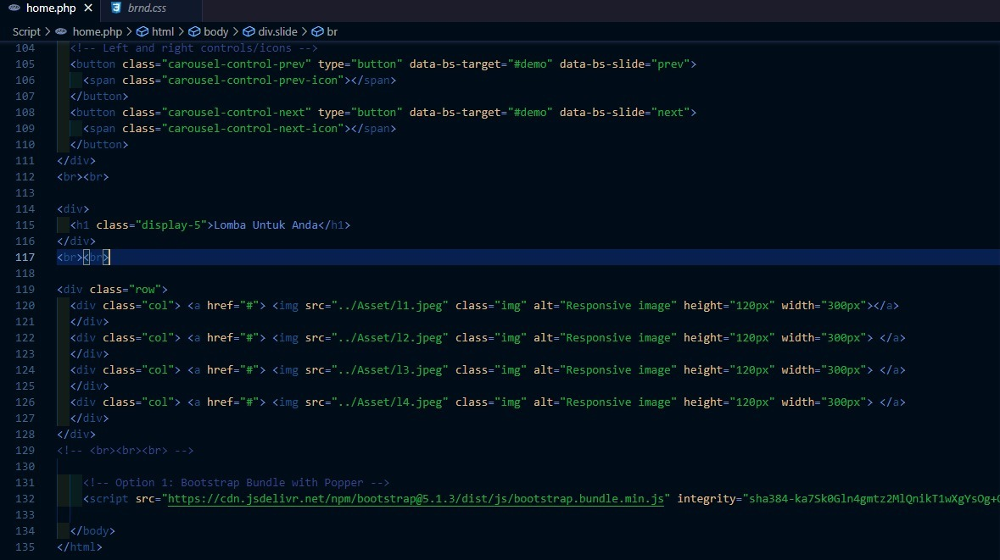 home.php
brnd.css
Script > home.php > html > body > div.slide > br
104 <!-- Left and right controls/icons -->
105 <button class="carousel-control-prev" type="button" data-bs-target="#demo" data-bs-slide="prev">
106 <span class="carousel-control-prev-icon"></span>
107 </button>
108 <button class="carousel-control-next" type="button" data-bs-target="#demo" data-bs-slide="next">
109 <span class="carousel-control-next-icon"></span>
110 </button>
111 </div>
112 <br><br>
113
114 <div>
115 <h1 class="display-5">Lomba Untuk Anda</h1>
116 </div>
117 <br><br>
118
119 <div class="row">
120 <div class="col"> <a href="#"> <img src="../Asset/l1.jpeg" class="img" alt="Responsive image" height="120px" width="300px"></a>
121 </div>
122 <div class="col"> <a href="#"> <img src="../Asset/l2.jpeg" class="img" alt="Responsive image" height="120px" width="300px"> </a>
123 </div>
124 <div class="col"> <a href="#"> <img src="../Asset/l3.jpeg" class="img" alt="Responsive image" height="120px" width="300px"> </a>
125 </div>
126 <div class="col"> <a href="#"> <img src="../Asset/l4.jpeg" class="img" alt="Responsive image" height="120px" width="300px"> </a>
127 </div>
128 </div>
129 <!-- <br><br><br> -->
130
131 <!-- Option 1: Bootstrap Bundle with Popper -->
132 <script src="https://cdn.jsdelivr.net/npm/bootstrap@5.1.3/dist/js/bootstrap.bundle.min.js" integrity="sha384-ka7Sk0Gln4gmtz2MlQnikT1wXgYsOg+O
133
134 </body>
135 </html>